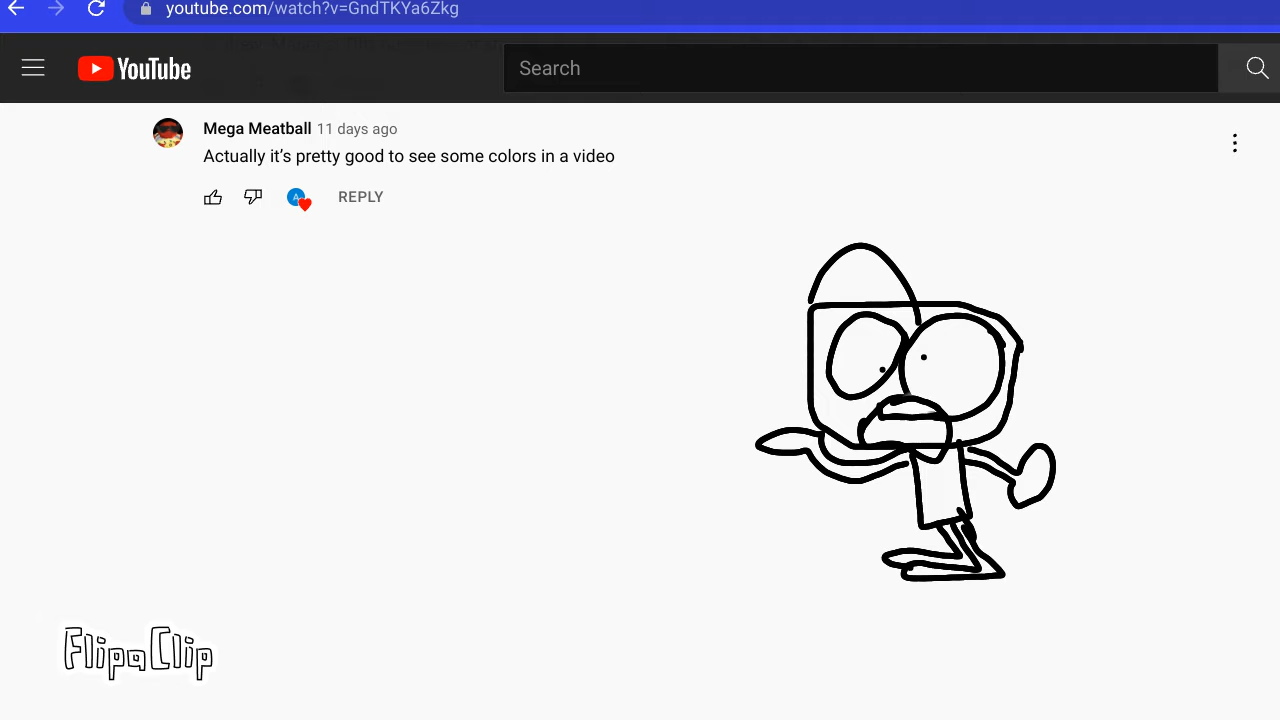 youtube.com/watch?v=GndTKYa6Zkg
YouTube
Search
Mega Meatball 11 days ago
Actually it's pretty good to see some colors in a video
A
REPLY
FlipaClip